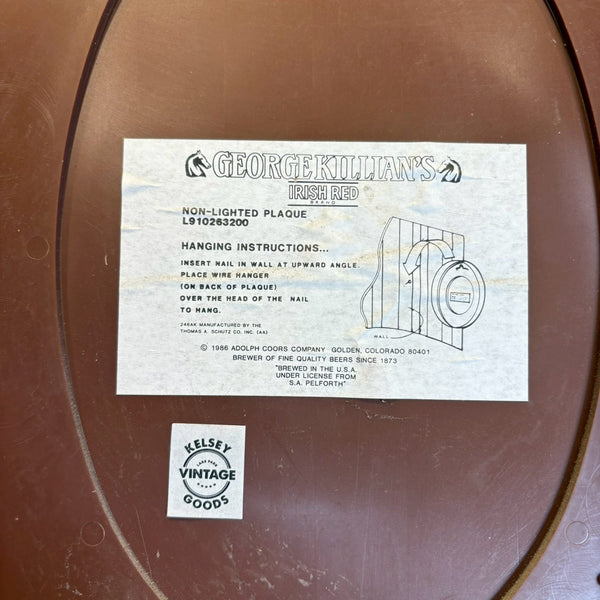 GEORGE KILLIAN'S
IRISH RED
BRAND
NON-LIGHTED PLAQUE
L910263200
HANGING INSTRUCTIONS...
INSERT NAIL IN WALL AT UPWARD ANGLE.
PLACE WIRE HANGER
(ON BACK OF PLAQUE)
OVER THE HEAD OF THE NAIL
TO HANG.
WALL
246AK MANUFACTURED BY THE
THOMAS A. SCHUTZ CO. INC. (AA)
© 1986 ADOLPH COORS COMPANY GOLDEN, COLORADO 80401
BREWER OF FINE QUALITY BEERS SINCE 1873
"BREWED IN THE U.S.A.
UNDER LICENSE FROM
S.A. PELFORTH"
KELSEY
LAKE PARK
VINTAGE
GOODS